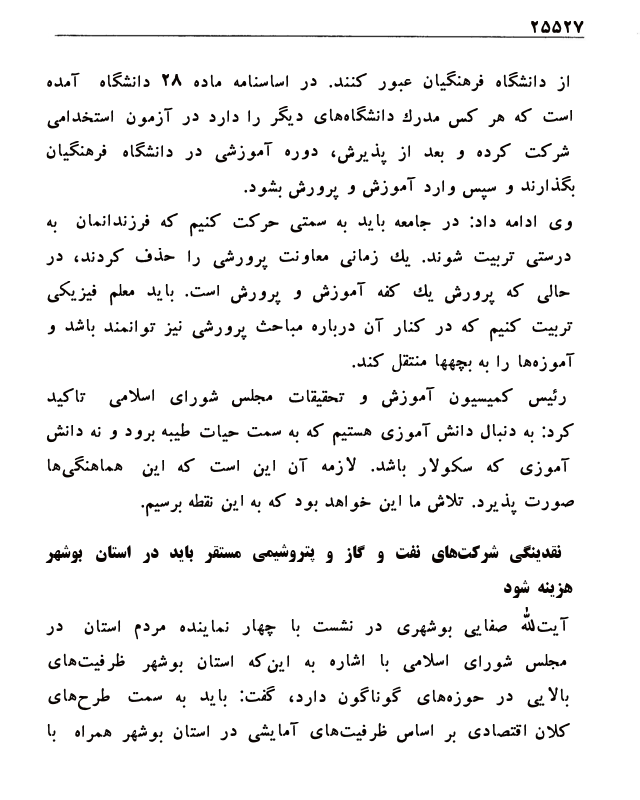 ۲۵۵۲۷
از دانشگاه فرهنگیان عبور کنند. در اساسنامه ماده ۲۸ دانشگاه آمده
است که هر کس مدرك دانشگاه‌های دیگر را دارد در آزمون استخدامی
شرکت کرده و بعد از پذیرش، دوره آموزشی در دانشگاه فرهنگیان
بگذارند و سپس وارد آموزش و پرورش بشود.
وی ادامه داد: در جامعه باید به سمتی حرکت کنیم که فرزندانمان به
درستی تربیت شوند. یك زمانی معاونت پرورشی را حذف کردند، در
حالی که پرورش یك کفه آموزش و پرورش است. باید معلم فیزیکی
تربیت کنیم که در کنار آن درباره مباحث پرورشی نیز توانمند باشد و
آموزه‌ها را به بچهها منتقل کند.
رئیس کمیسیون آموزش و تحقیقات مجلس شورای اسلامی تاکید
کرد: به دنبال دانش آموزی هستیم که به سمت حیات طیبه برود و نه دانش
آموزی که سکولار باشد. لازمه آن این است که این هماهنگی‌ها
صورت پذیرد. تلاش ما این خواهد بود که به این نقطه برسیم.
نقدینگی شرکت‌های نفت و گاز و پتروشیمی مستقر باید در استان بوشهر
هزینه شود
آیت‌الله صفایی بوشهری در نشست با چهار نماینده مردم استان در
مجلس شورای اسلامی با اشاره به این‌که استان بوشهر ظرفیت‌های
بالایی در حوزه‌های گوناگون دارد، گفت: باید به سمت طرح‌های
کلان اقتصادی بر اساس ظرفیت‌های آمایشی در استان بوشهر همراه با